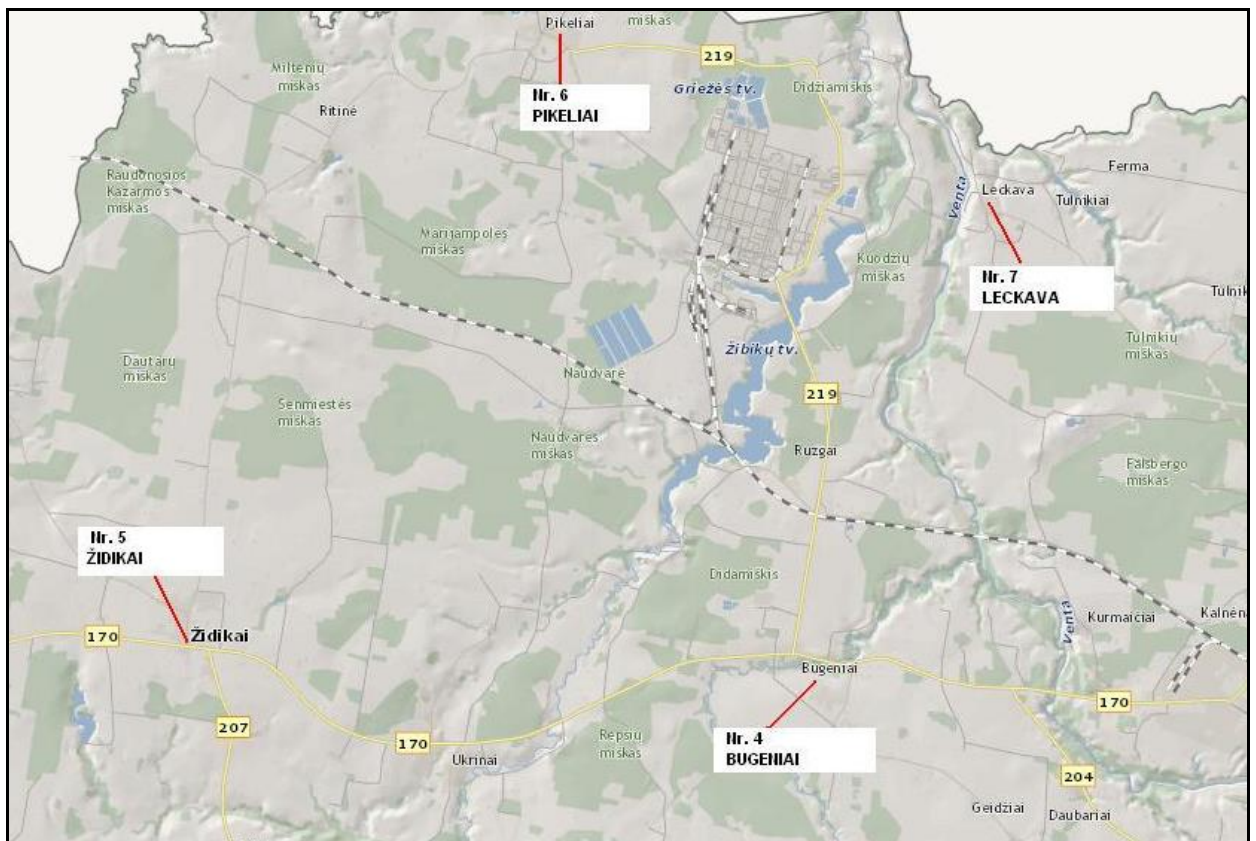 Pikeliai
miškas
219
Nr. 6
PIKELIAI
Griežės tv.
Didžiamiškis
Miltenių
miškas
Ritinė
Raudonosios
Kazarmos
miškas
Venta
Leckava
Ferma
Tulnikiai
Marijampolės
miškas
Kuodžių
miškas
Nr. 7
LECKAVA
Tulnik
Tulnikių
miškas
Žibikų tv.
Dautarų
miškas
Naudvarė
219
Senmiestės
miškas
Naudvarės
miškas
Ruzgai
Falsbergo
miškas
Nr. 5
ŽIDIKAI
Didamiškis
170
Židikai
Venta
Kurmaičiai
Kalnėn
Bugeniai
207
170
170
Ukrinai
Repšių
miškas
Nr. 4
BUGENIAI
204
Geidžiai
Daubariai